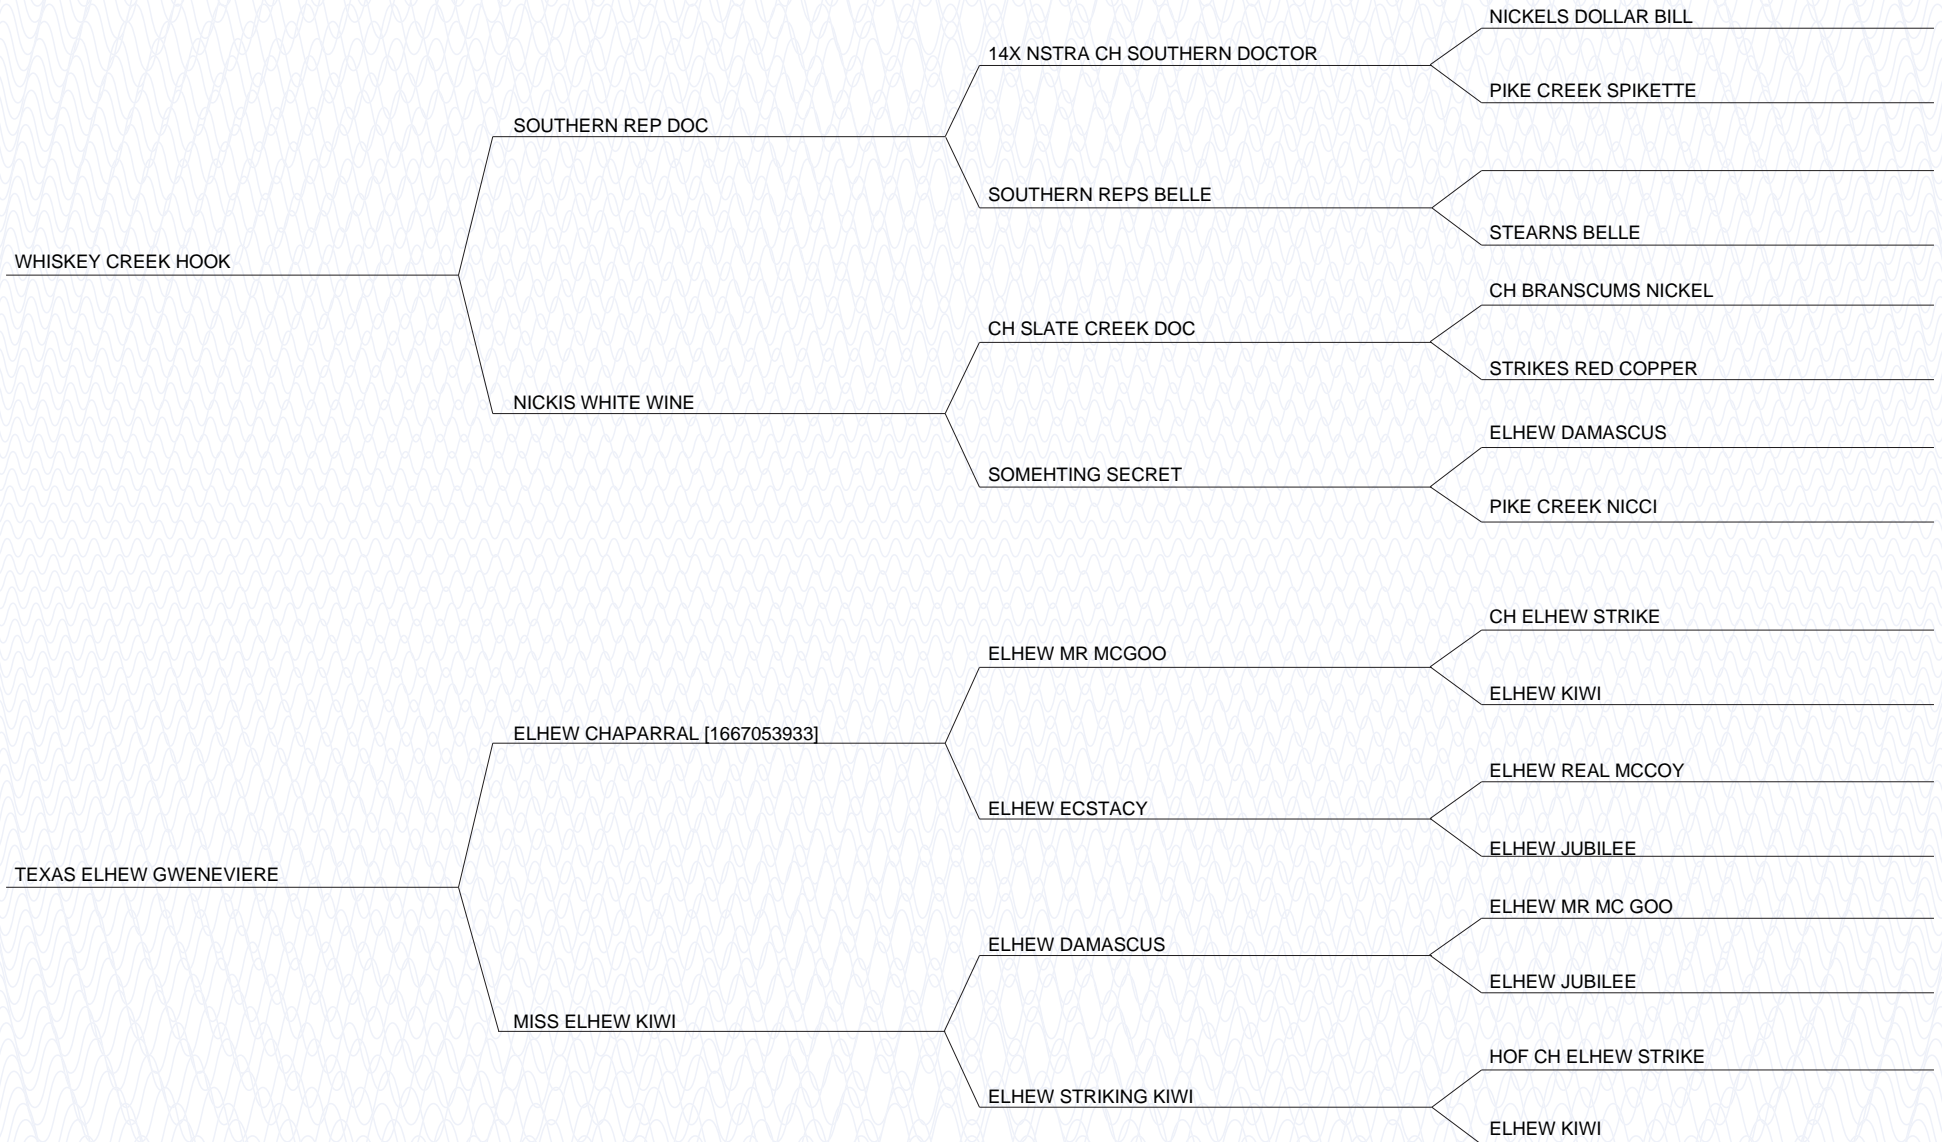 NICKELS DOLLAR BILL
14X NSTRA CH SOUTHERN DOCTOR
PIKE CREEK SPIKETTE
SOUTHERN REP DOC
SOUTHERN REPS BELLE
STEARNS BELLE
WHISKEY CREEK HOOK
CH BRANSCUMS NICKEL
CH SLATE CREEK DOC
STRIKES RED COPPER
NICKIS WHITE WINE
ELHEW DAMASCUS
SOMEHTING SECRET
PIKE CREEK NICCI
CH ELHEW STRIKE
ELHEW MR MCGOO
ELHEW KIWI
ELHEW CHAPARRAL [1667053933]
ELHEW REAL MCCOY
ELHEW ECSTACY
ELHEW JUBILEE
TEXAS ELHEW GWENEVIERE
ELHEW MR MC GOO
ELHEW DAMASCUS
ELHEW JUBILEE
MISS ELHEW KIWI
HOF CH ELHEW STRIKE
ELHEW STRIKING KIWI
ELHEW KIWI